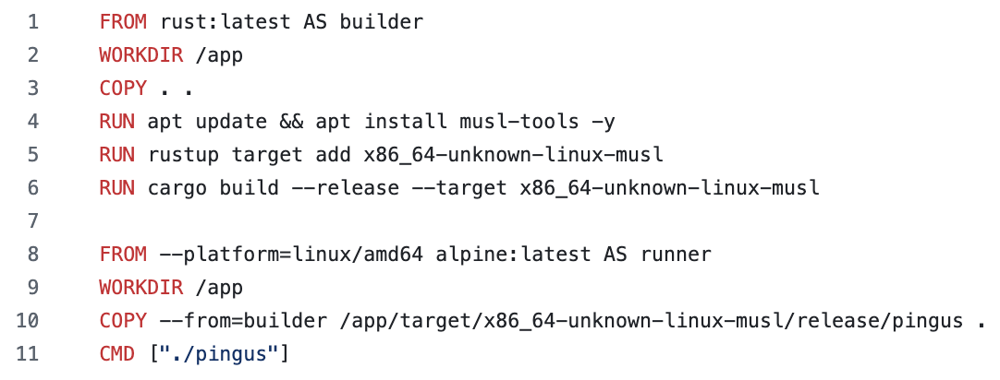 1 FROM rust:latest AS builder
2 WORKDIR /app
3 COPY . .
4 RUN apt update && apt install musl-tools -y
5 RUN rustup target add x86_64-unknown-linux-musl
6 RUN cargo build --release --target x86_64-unknown-linux-musl
7
8 FROM --platform=linux/amd64 alpine:latest AS runner
9 WORKDIR /app
10 COPY --from=builder /app/target/x86_64-unknown-linux-musl/release/pingus .
11 CMD ["./pingus"]